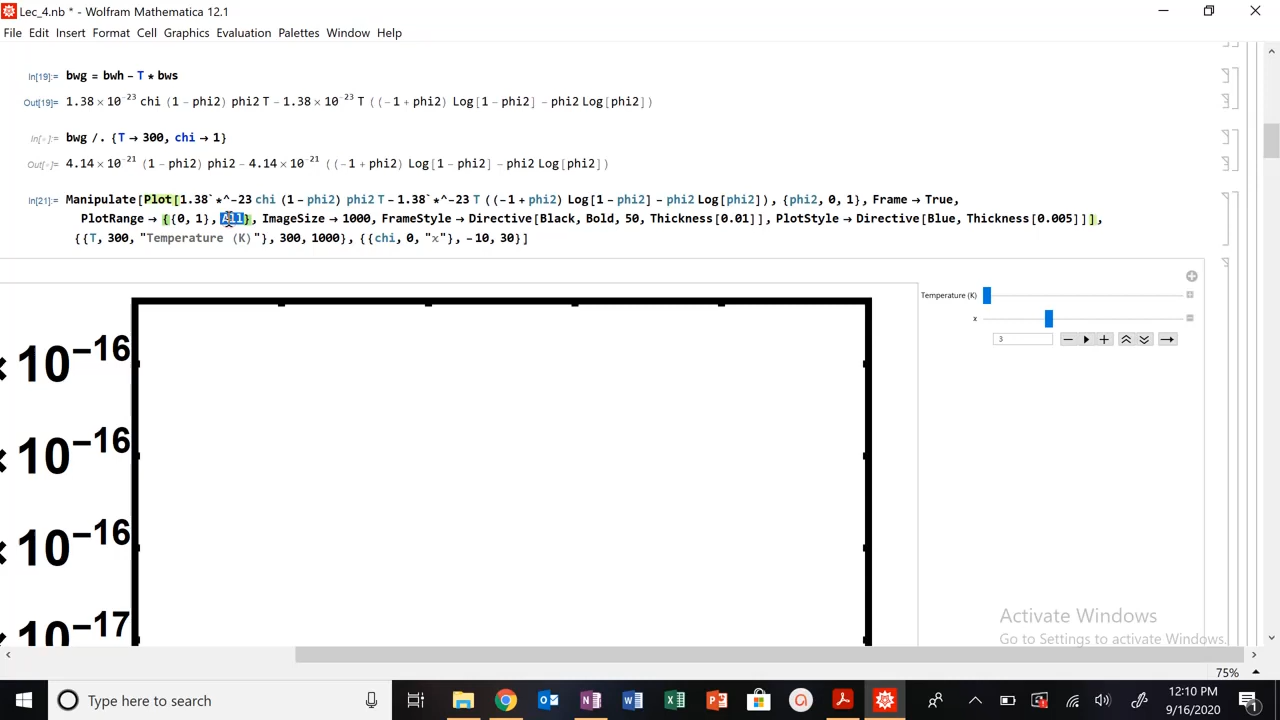 Lec_4.nb * - Wolfram Mathematica 12.1
File Edit Insert Format Cell Graphics Evaluation Palettes Window Help
In[19]:= bwg = bwh - T * bws
Out[19]= 1.38 × 10^-23 chi (1 - phi2) phi2 T - 1.38 × 10^-23 T ((-1 + phi2) Log[1 - phi2] - phi2 Log[phi2])
In[•]:= bwg /. {T → 300, chi → 1}
Out[•]= 4.14 × 10^-21 (1 - phi2) phi2 - 4.14 × 10^-21 ((-1 + phi2) Log[1 - phi2] - phi2 Log[phi2])
In[21]:= Manipulate[Plot[1.38`*^-23 chi (1 - phi2) phi2 T - 1.38`*^-23 T ((-1 + phi2) Log[1 - phi2] - phi2 Log[phi2]), {phi2, 0, 1}, Frame → True,
PlotRange → {{0, 1}, All}, ImageSize → 1000, FrameStyle → Directive[Black, Bold, 50, Thickness[0.01]], PlotStyle → Directive[Blue, Thickness[0.005]]],
{{T, 300, "Temperature (K)"}, 300, 1000}, {{chi, 0, "χ"}, -10, 30}]
Temperature (K)
χ
3
× 10^-16
× 10^-16
× 10^-16
× 10^-17
Activate Windows
Go to Settings to activate Windows.
75%
Type here to search
12:10 PM
9/16/2020
1